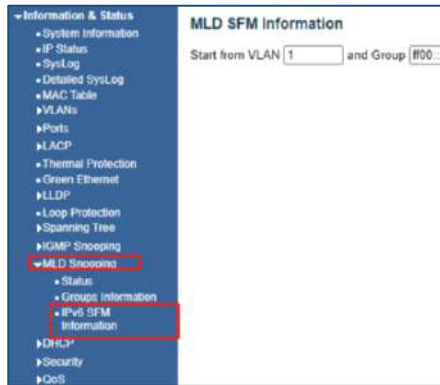 Information & Status
System Information
IP Status
SysLog
Detailed SysLog
MAC Table
VLANs
Ports
LACP
Thermal Protection
Green Ethernet
LLDP
Loop Protection
Spanning Tree
IGMP Snooping
MLD Snooping
Status
Groups Information
IPv6 SFM
Information
DHCP
Security
QoS
MLD SFM Information
Start from VLAN 1 and Group ff00::